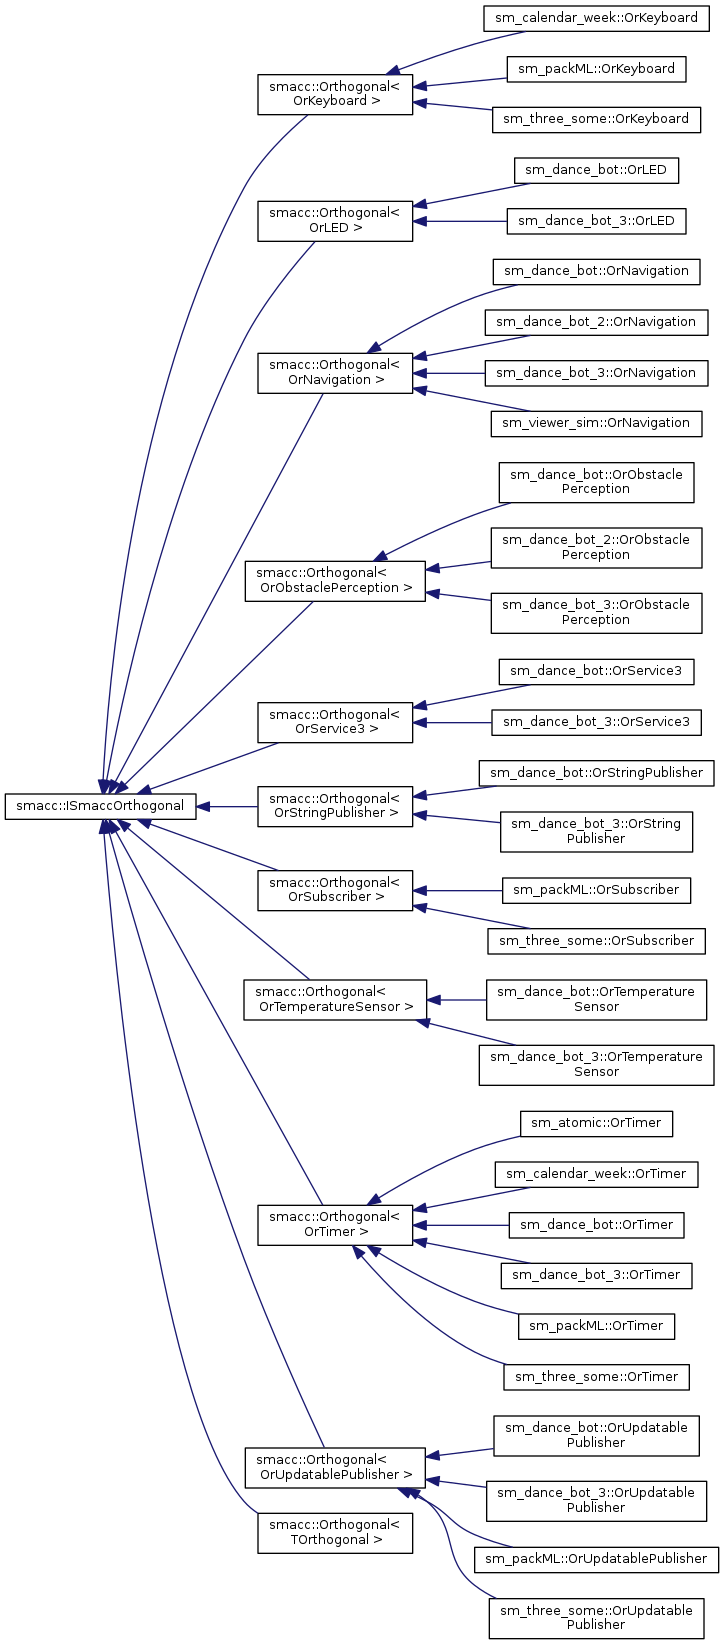 sm_calendar_week::OrKeyboard
sm_packML::OrKeyboard
smacc::Orthogonal<
OrKeyboard >
sm_three_some::OrKeyboard
sm_dance_bot::OrLED
smacc::Orthogonal<
OrLED >
sm_dance_bot_3::OrLED
sm_dance_bot::OrNavigation
sm_dance_bot_2::OrNavigation
smacc::Orthogonal<
OrNavigation >
sm_dance_bot_3::OrNavigation
sm_viewer_sim::OrNavigation
sm_dance_bot::OrObstacle
Perception
sm_dance_bot_2::OrObstacle
Perception
smacc::Orthogonal<
OrObstaclePerception >
sm_dance_bot_3::OrObstacle
Perception
sm_dance_bot::OrService3
smacc::Orthogonal<
OrService3 >
sm_dance_bot_3::OrService3
sm_dance_bot::OrStringPublisher
smacc::ISmaccOrthogonal
smacc::Orthogonal<
OrStringPublisher >
sm_dance_bot_3::OrString
Publisher
smacc::Orthogonal<
OrSubscriber >
sm_packML::OrSubscriber
sm_three_some::OrSubscriber
smacc::Orthogonal<
OrTemperatureSensor >
sm_dance_bot::OrTemperature
Sensor
sm_dance_bot_3::OrTemperature
Sensor
sm_atomic::OrTimer
sm_calendar_week::OrTimer
smacc::Orthogonal<
OrTimer >
sm_dance_bot::OrTimer
sm_dance_bot_3::OrTimer
sm_packML::OrTimer
sm_three_some::OrTimer
sm_dance_bot::OrUpdatable
Publisher
smacc::Orthogonal<
OrUpdatablePublisher >
sm_dance_bot_3::OrUpdatable
Publisher
smacc::Orthogonal<
TOrthogonal >
sm_packML::OrUpdatablePublisher
sm_three_some::OrUpdatable
Publisher